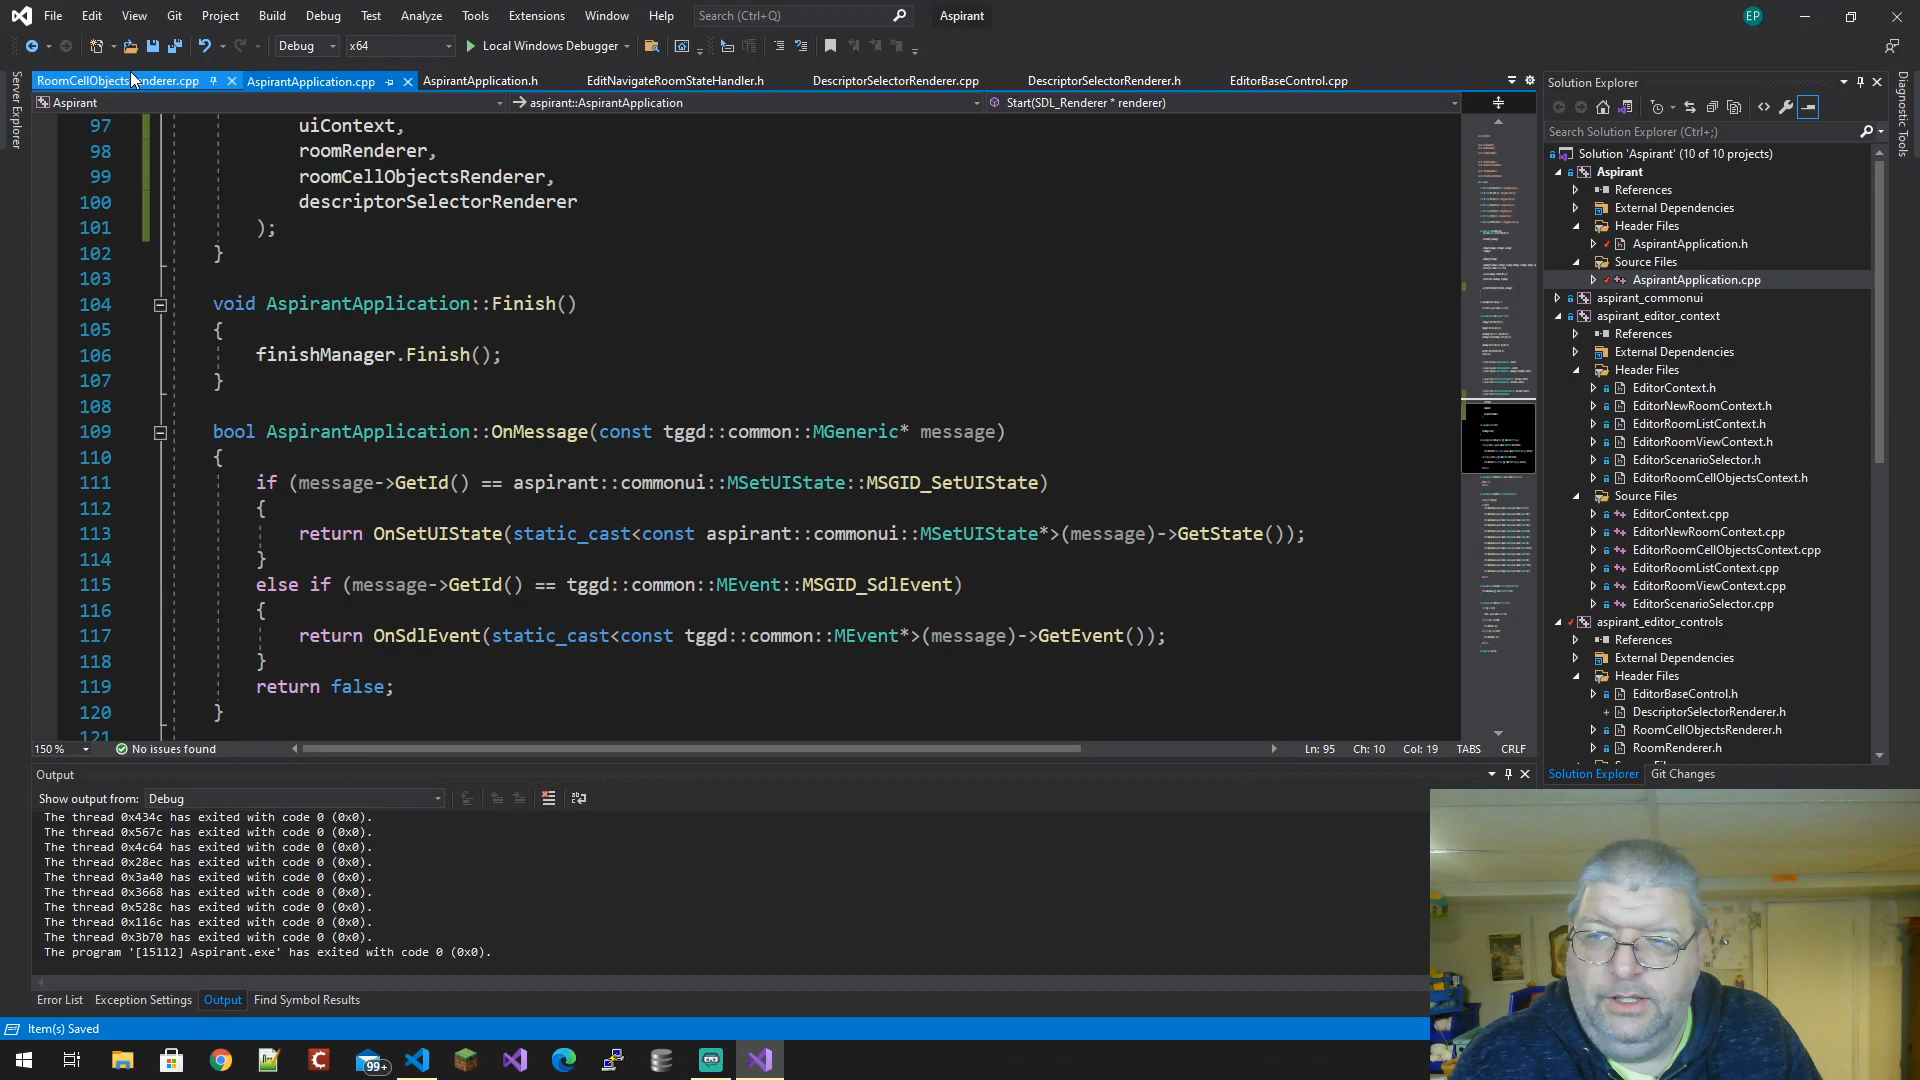 File Edit View Git Project Build Debug Test Analyze Tools Extensions Window Help Search (Ctrl+Q) Aspirant EP
Debug x64 Local Windows Debugger
RoomCellObjects enderer.cpp AspirantApplication.cpp AspirantApplication.h EditNavigateRoomStateHandler.h DescriptorSelectorRenderer.cpp DescriptorSelectorRenderer.h EditorBaseControl.cpp
Aspirant aspirant::AspirantApplication Start(SDL_Renderer * renderer)
97 uiContext,
98 roomRenderer,
99 roomCellObjectsRenderer,
100 descriptorSelectorRenderer
101 );
102 }
103
104 void AspirantApplication::Finish()
105 {
106 finishManager.Finish();
107 }
108
109 bool AspirantApplication::OnMessage(const tggd::common::MGeneric* message)
110 {
111 if (message->GetId() == aspirant::commonui::MSetUIState::MSGID_SetUIState)
112 {
113 return OnSetUIState(static_cast<const aspirant::commonui::MSetUIState*>(message)->GetState());
114 }
115 else if (message->GetId() == tggd::common::MEvent::MSGID_SdlEvent)
116 {
117 return OnSdlEvent(static_cast<const tggd::common::MEvent*>(message)->GetEvent());
118 }
119 return false;
120 }
121
150 % No issues found Ln: 95 Ch: 10 Col: 19 TABS CRLF
Output
Show output from: Debug
The thread 0x434c has exited with code 0 (0x0).
The thread 0x567c has exited with code 0 (0x0).
The thread 0x4c64 has exited with code 0 (0x0).
The thread 0x28ec has exited with code 0 (0x0).
The thread 0x3a40 has exited with code 0 (0x0).
The thread 0x3668 has exited with code 0 (0x0).
The thread 0x528c has exited with code 0 (0x0).
The thread 0x116c has exited with code 0 (0x0).
The thread 0x3b70 has exited with code 0 (0x0).
The program '[15112] Aspirant.exe' has exited with code 0 (0x0).
Error List Exception Settings Output Find Symbol Results
Item(s) Saved
99+
Server Explorer
Solution Explorer
Search Solution Explorer (Ctrl+;)
Solution 'Aspirant' (10 of 10 projects)
Aspirant
References
External Dependencies
Header Files
AspirantApplication.h
Source Files
AspirantApplication.cpp
aspirant_commonui
aspirant_editor_context
References
External Dependencies
Header Files
EditorContext.h
EditorNewRoomContext.h
EditorRoomListContext.h
EditorRoomViewContext.h
EditorScenarioSelector.h
EditorRoomCellObjectsContext.h
Source Files
EditorContext.cpp
EditorNewRoomContext.cpp
EditorRoomCellObjectsContext.cpp
EditorRoomListContext.cpp
EditorRoomViewContext.cpp
EditorScenarioSelector.cpp
aspirant_editor_controls
References
External Dependencies
Header Files
EditorBaseControl.h
DescriptorSelectorRenderer.h
RoomCellObjectsRenderer.h
RoomRenderer.h
Solution Explorer Git Changes
Diagnostic Tools